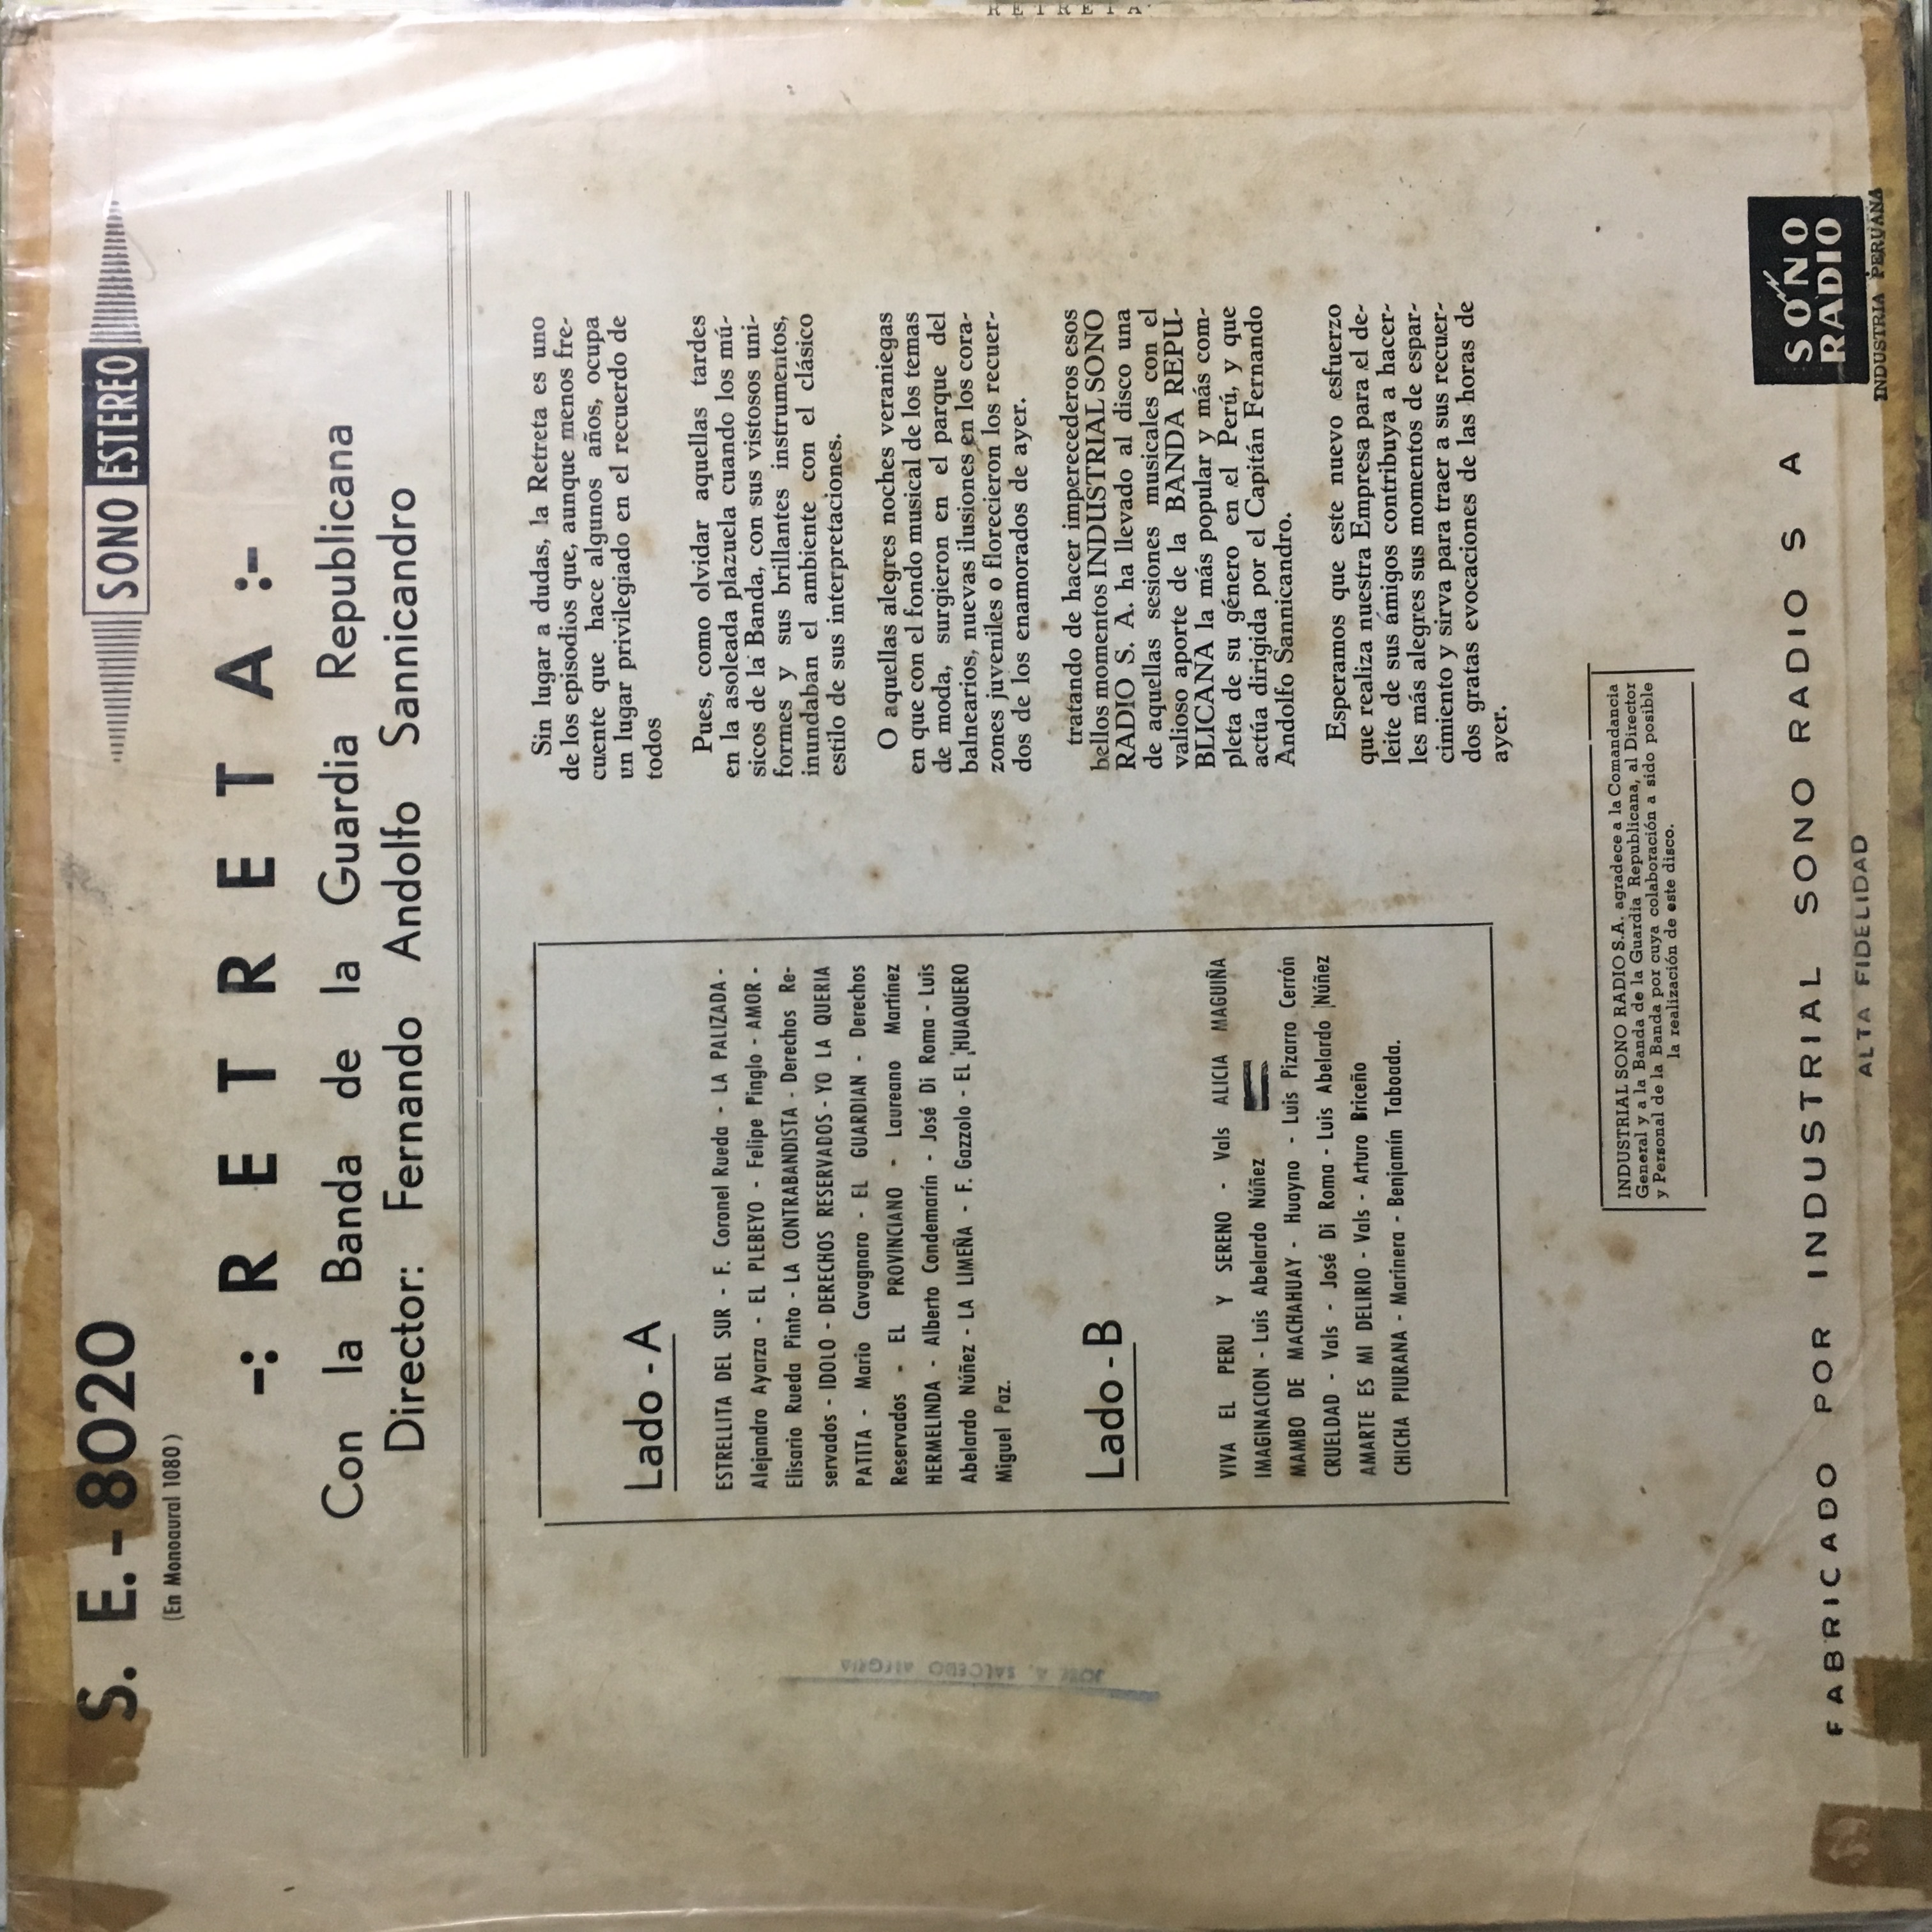 S. E.-8020
SONO ESTEREO
(En Monoaural 1080)
-: R E T R E T A :-
Con la Banda de la Guardia Republicana
Director: Fernando Andolfo Sannicandro
Lado - A
ESTRELLITA DEL SUR - F. Coronel Rueda - LA PALIZADA -
Alejandro Ayarza - EL PLEBEYO - Felipe Pinglo - AMOR -
Elisario Rueda Pinto - LA CONTRABANDISTA - Derechos Re-
servados - IDOLO - DERECHOS RESERVADOS - YO LA QUERIA
PATITA - Mario Cavagnaro - EL GUARDIAN - Derechos
Reservados - EL PROVINCIANO - Laureano Martínez
HERMELINDA - Alberto Condemarín - José Di Roma - Luis
Abelardo Núñez - LA LIMEÑA - F. Gazzolo - EL HUAQUERO
Miguel Paz.
Lado - B
VIVA EL PERU Y SERENO - Vals ALICIA MAGUIÑA
IMAGINACION - Luis Abelardo Núñez
MAMBO DE MACHAHUAY - Huayno - Luis Pizarro Cerrón
CRUELDAD - Vals - José Di Roma - Luis Abelardo Núñez
AMARTE ES MI DELIRIO - Vals - Arturo Briceño
CHICHA PIURANA - Marinera - Benjamín Taboada.
Sin lugar a dudas, la Retreta es uno
de los episodios que, aunque menos fre-
cuente que hace algunos años, ocupa
un lugar privilegiado en el recuerdo de
todos
Pues, como olvidar aquellas tardes
en la asoleada plazuela cuando los mú-
sicos de la Banda, con sus vistosos uni-
formes y sus brillantes instrumentos,
inundaban el ambiente con el clásico
estilo de sus interpretaciones.
O aquellas alegres noches veraniegas
en que con el fondo musical de los temas
de moda, surgieron en el parque del
balnearios, nuevas ilusiones en los cora-
zones juveniles o florecieron los recuer-
dos de los enamorados de ayer.
tratando de hacer imperecederos esos
bellos momentos INDUSTRIAL SONO
RADIO S. A. ha llevado al disco una
de aquellas sesiones musicales con el
valioso aporte de la BANDA REPU-
BLICANA la más popular y más com-
pleta de su género en el Perú, y que
actúa dirigida por el Capitán Fernando
Andolfo Sannicandro.
Esperamos que este nuevo esfuerzo
que realiza nuestra Empresa para el de-
leite de sus amigos contribuya a hacer-
les más alegres sus momentos de espar-
cimiento y sirva para traer a sus recuer-
dos gratas evocaciones de las horas de
ayer.
INDUSTRIAL SONO RADIO S.A. agradece a la Comandancia
General y a la Banda de la Guardia Republicana, al Director
y Personal de la Banda por cuya colaboración a sido posible
la realización de este disco.
FABRICADO POR INDUSTRIAL SONO RADIO S A
ALTA FIDELIDAD
SONO
RADIO
INDUSTRIA PERUANA
JOSE A. SALCEDO ALEGRIA
RETRETA